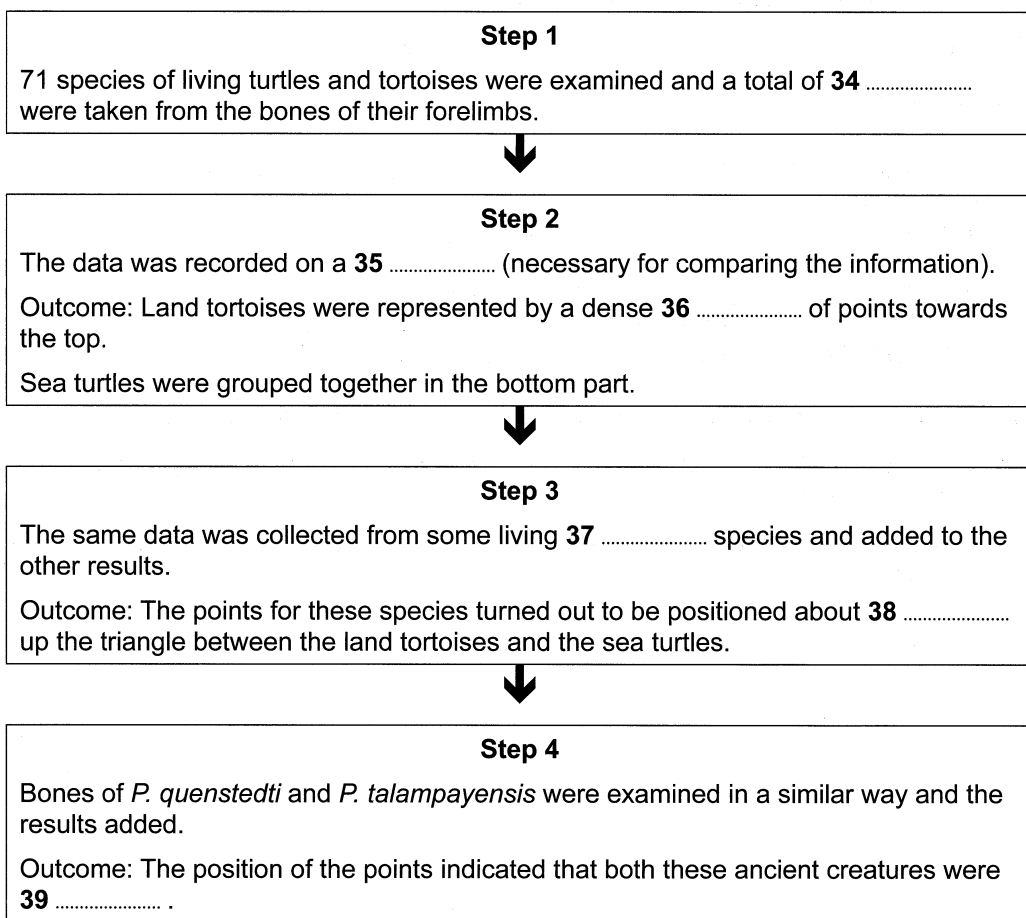 Step 1
71 species of living turtles and tortoises were examined and a total of 34 ......................
were taken from the bones of their forelimbs.
Step 2
The data was recorded on a 35 ...................... (necessary for comparing the information).
Outcome: Land tortoises were represented by a dense 36 ...................... of points towards
the top.
Sea turtles were grouped together in the bottom part.
Step 3
The same data was collected from some living 37 ...................... species and added to the
other results.
Outcome: The points for these species turned out to be positioned about 38 ......................
up the triangle between the land tortoises and the sea turtles.
Step 4
Bones of P. quenstedti and P. talampayensis were examined in a similar way and the
results added.
Outcome: The position of the points indicated that both these ancient creatures were
39 ...................... .